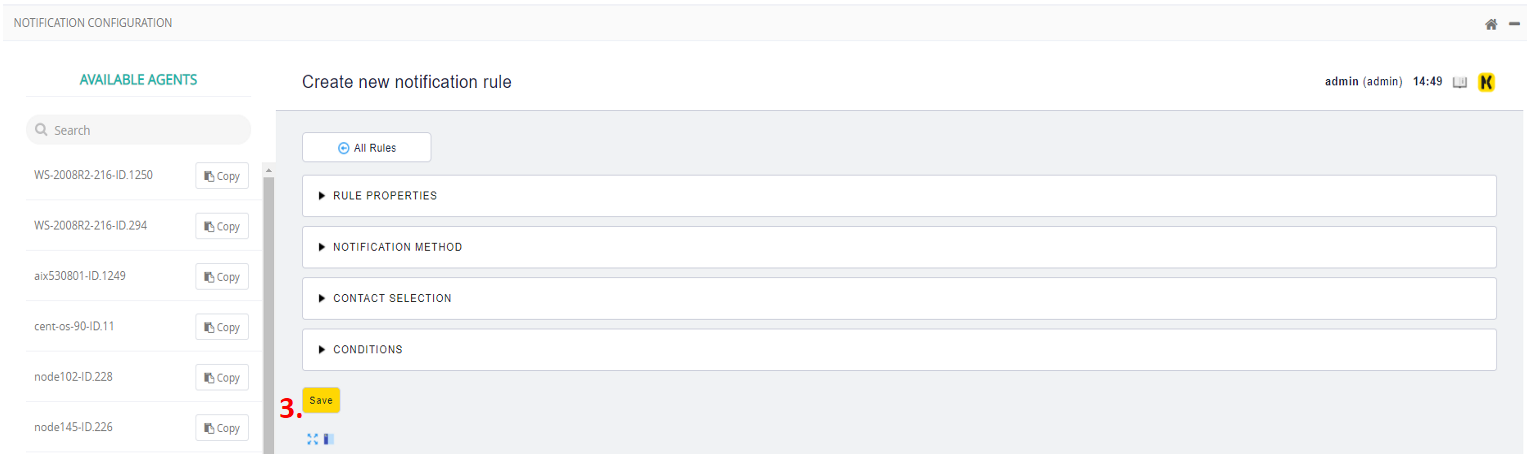 NOTIFICATION CONFIGURATION
AVAILABLE AGENTS
Search
WS-2008R2-216-ID.1250 Copy
WS-2008R2-216-ID.294 Copy
aix530801-ID.1249 Copy
cent-os-90-ID.11 Copy
node102-ID.228 Copy
node145-ID.226 Copy
Create new notification rule
admin (admin) 14:49
All Rules
RULE PROPERTIES
NOTIFICATION METHOD
CONTACT SELECTION
CONDITIONS
3. Save